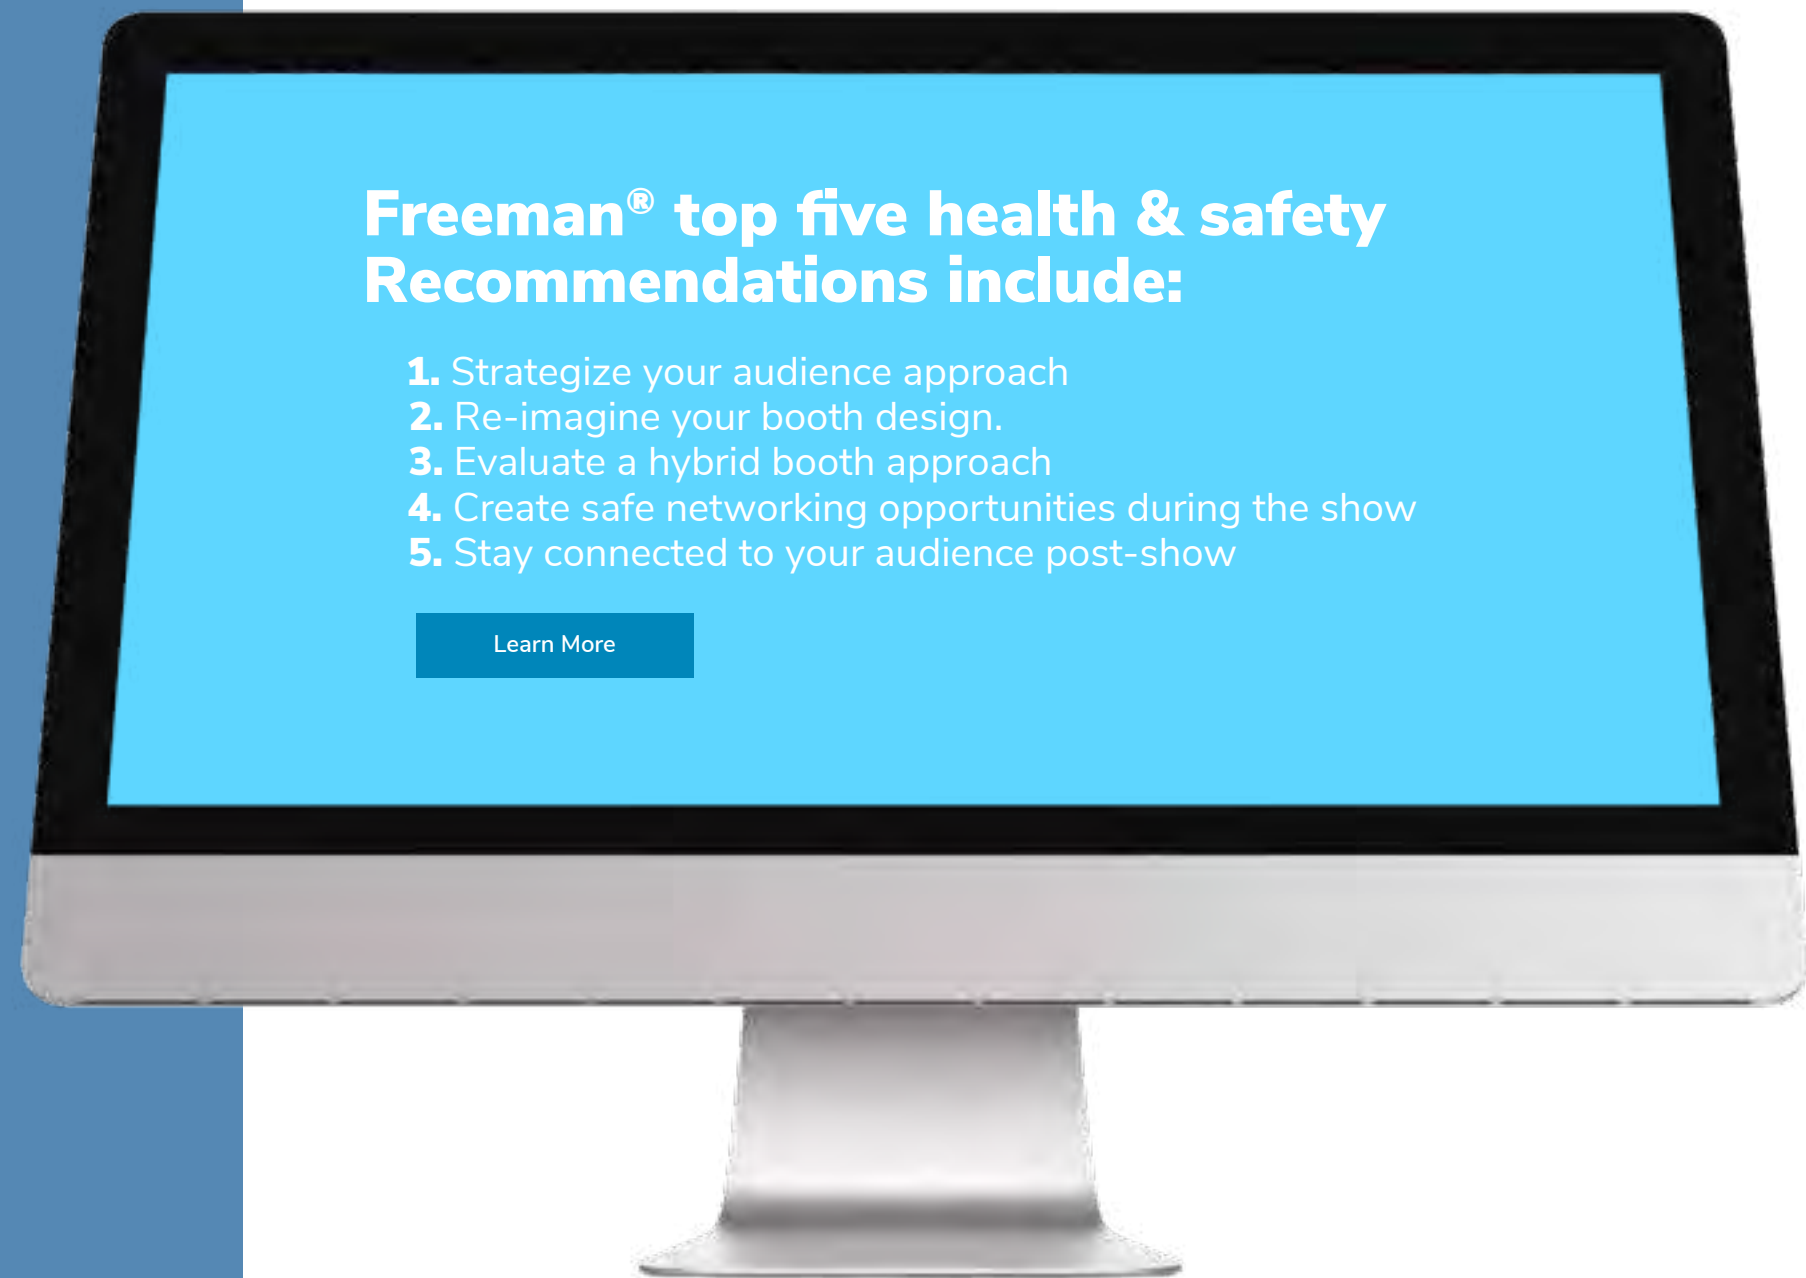 Freeman® top five health & safety
Recommendations include:
1. Strategize your audience approach
2. Re-imagine your booth design.
3. Evaluate a hybrid booth approach
4. Create safe networking opportunities during the show
5. Stay connected to your audience post-show
Learn More